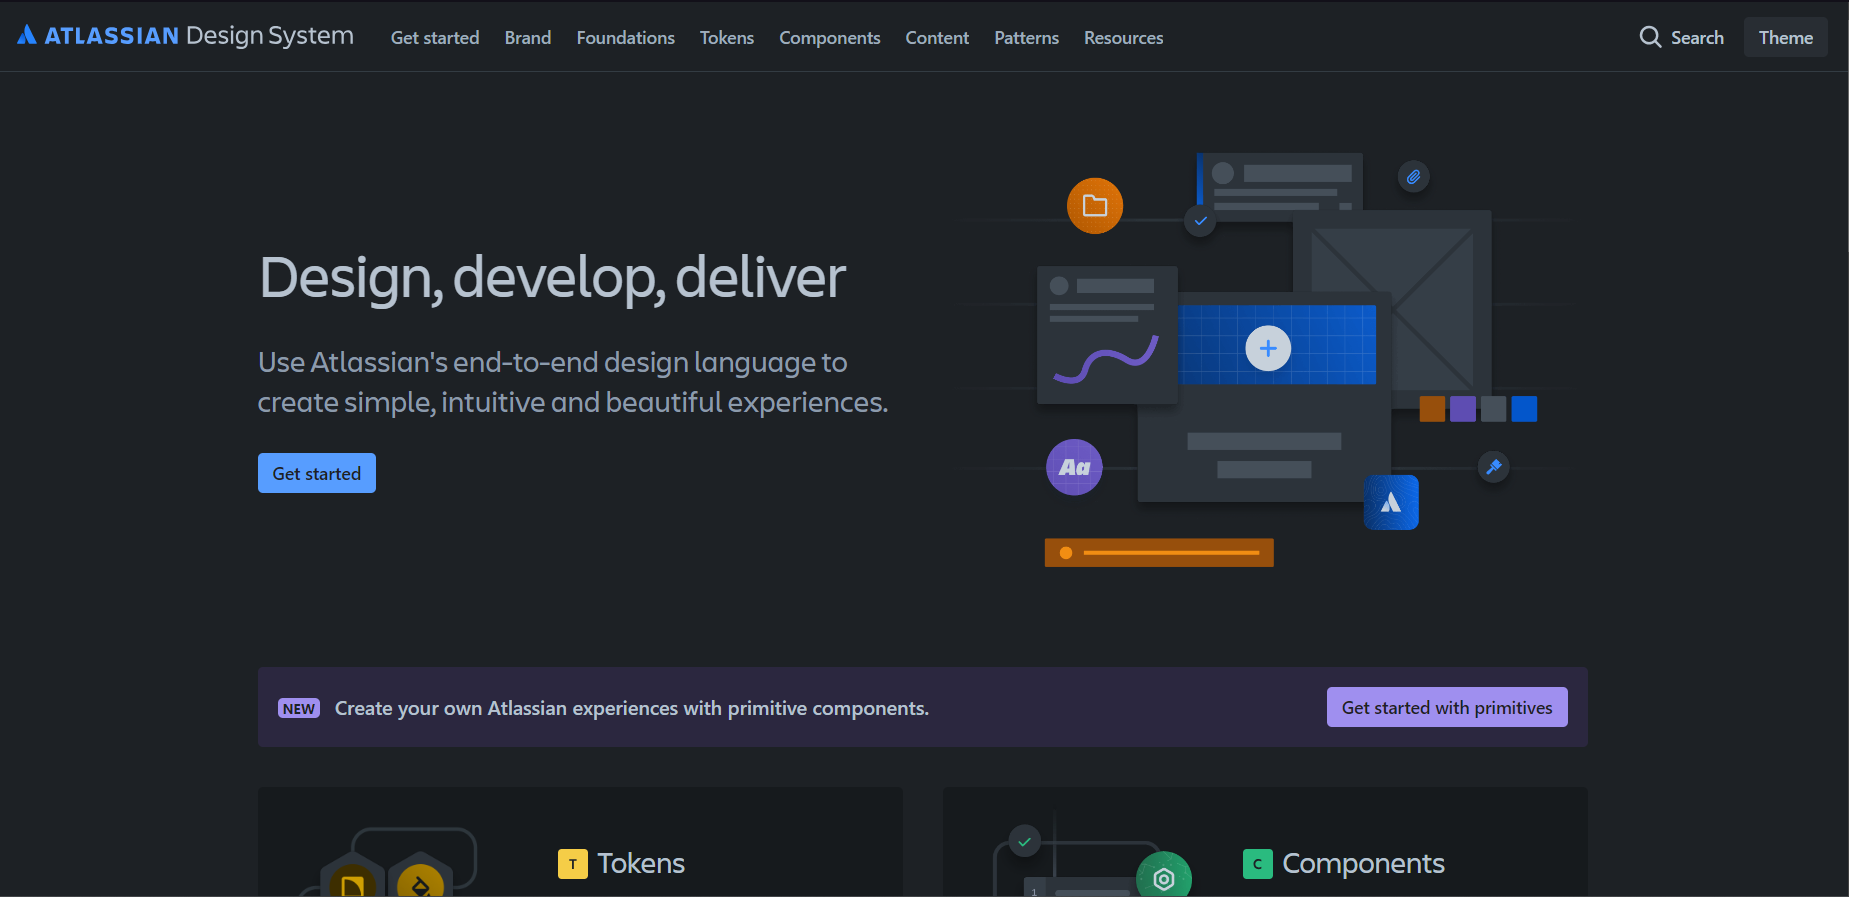 ATLASSIAN Design System Get started Brand Foundations Tokens Components Content Patterns Resources Search Theme
Design, develop, deliver
Use Atlassian's end-to-end design language to
create simple, intuitive and beautiful experiences.
Get started
Aa
NEW Create your own Atlassian experiences with primitive components. Get started with primitives
T Tokens
C Components
1